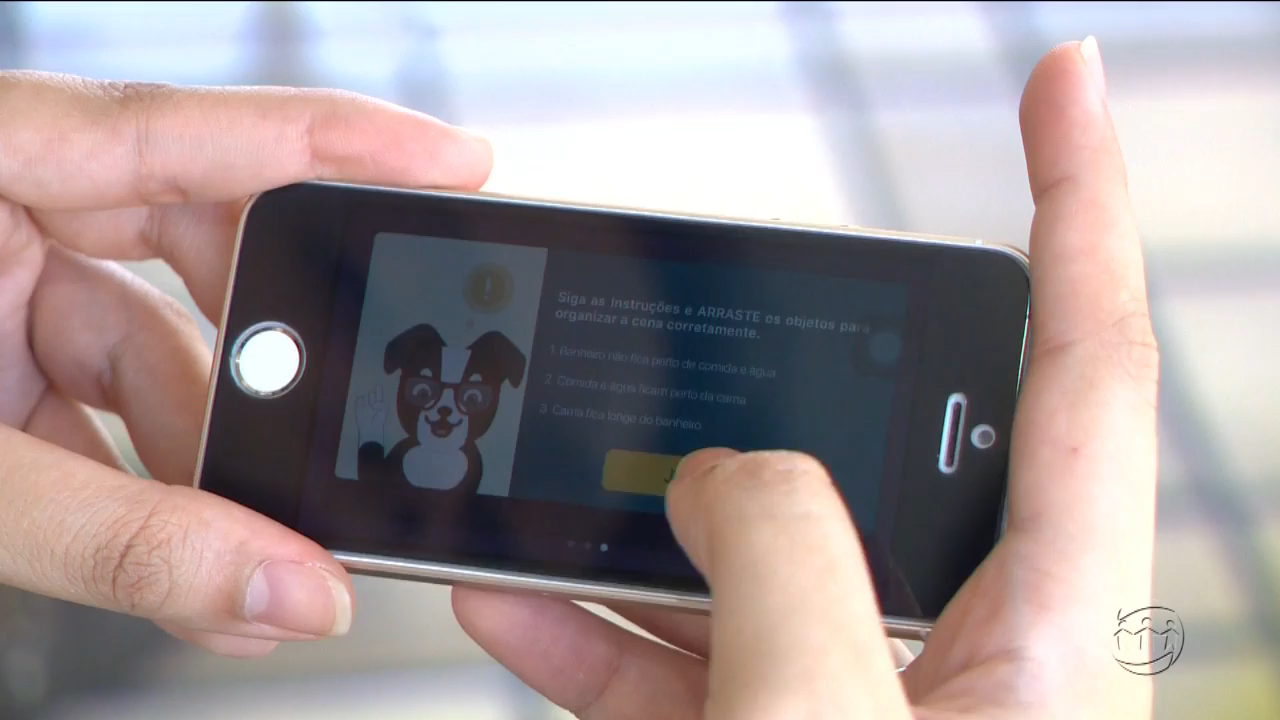 !
Siga as Instruções e ARRASTE os objetos para
organizar a cena corretamente.
1 Banheiro não fica perto de comida e água
2 Comida e água ficam perto da cama
3 Cama fica longe do banheiro